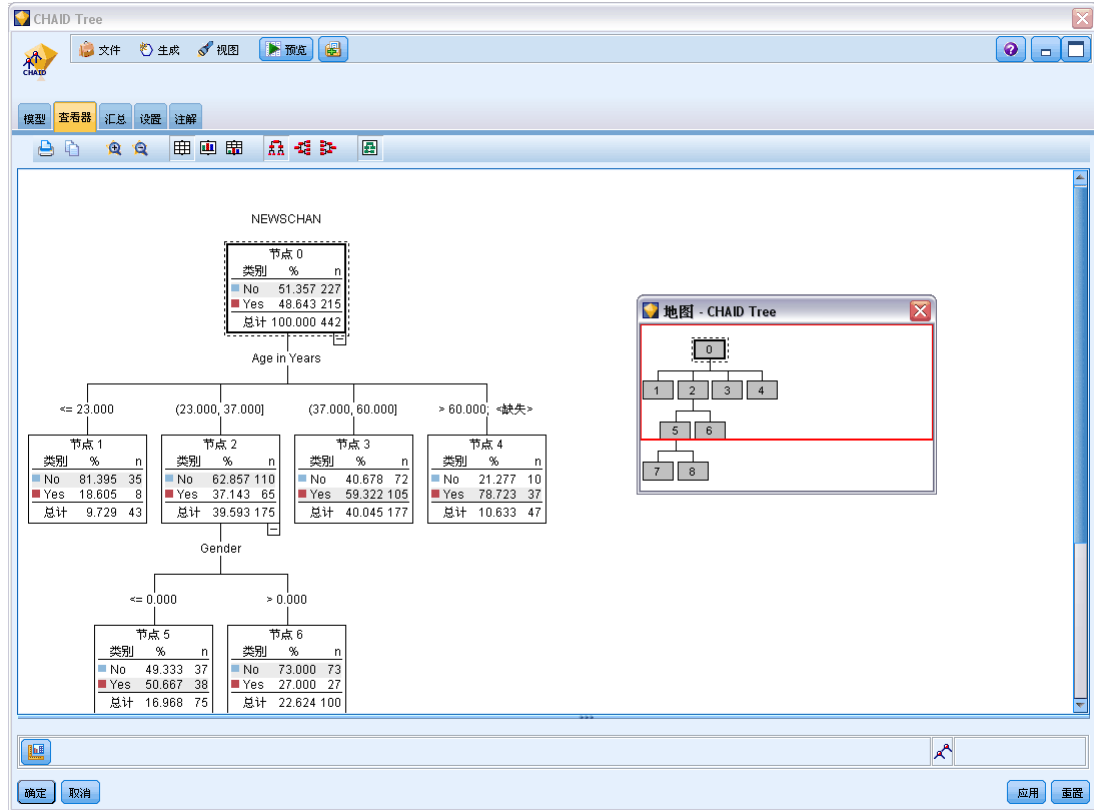 CHAID Tree
CHAID
文件 生成 视图 预览
模型 查看器 汇总 设置 注解
NEWSCHAN
节点 0
类别 % n
No 51.357 227
Yes 48.643 215
总计 100.000 442
Age in Years
<= 23.000 (23.000, 37.000] (37.000, 60.000] > 60.000; <缺失>
节点 1
类别 % n
No 81.395 35
Yes 18.605 8
总计 9.729 43
节点 2
类别 % n
No 62.857 110
Yes 37.143 65
总计 39.593 175
节点 3
类别 % n
No 40.678 72
Yes 59.322 105
总计 40.045 177
节点 4
类别 % n
No 21.277 10
Yes 78.723 37
总计 10.633 47
Gender
<= 0.000 > 0.000
节点 5
类别 % n
No 49.333 37
Yes 50.667 38
总计 16.968 75
节点 6
类别 % n
No 73.000 73
Yes 27.000 27
总计 22.624 100
地图 - CHAID Tree
0
1 2 3 4
5 6
7 8
确定 取消 应用 重置